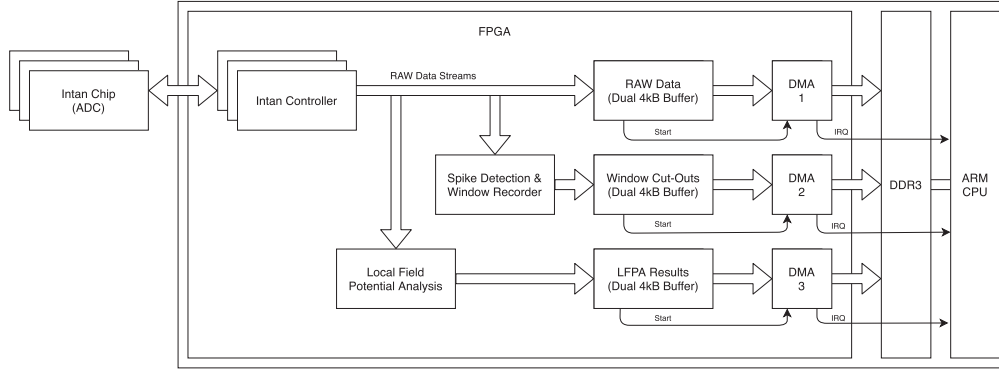 FPGA
Intan Chip
(ADC)
Intan Controller
RAW Data Streams
RAW Data
(Dual 4kB Buffer)
DMA
1
Start
IRQ
Spike Detection &
Window Recorder
Window Cut-Outs
(Dual 4kB Buffer)
DMA
2
DDR3
ARM
CPU
Start
IRQ
Local Field
Potential Analysis
LFPA Results
(Dual 4kB Buffer)
DMA
3
Start
IRQ